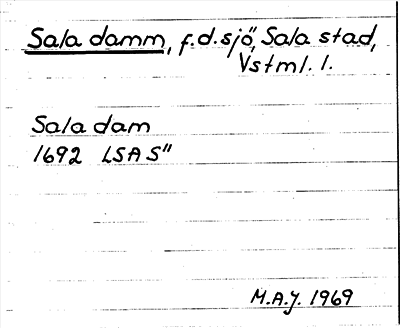 Sala damm, f.d. sjö", Sala stad,
Vstml. l.
Sala dam
1692 LSAS"
M.A.J. 1969